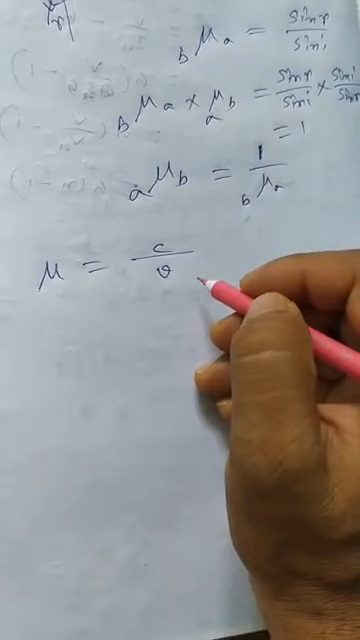 bμa = sin r / sin i
bμa × aμb = sin r / sin i × sin i / sin r
= 1
aμb = 1 / bμa
μ = c / v